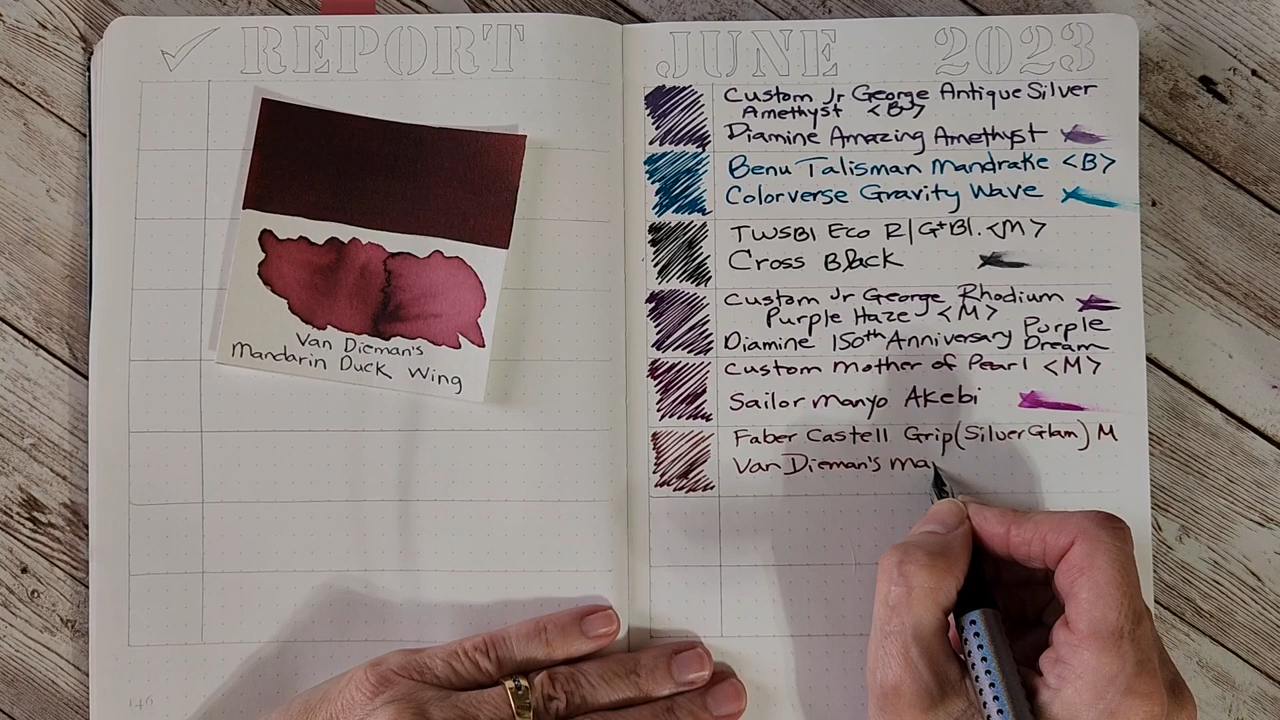 ✓ REPORT
Van Dieman's
Mandarin Duck Wing
146
JUNE 2023
Custom Jr George Antique Silver
Amethyst <B>
Diamine Amazing Amethyst
Benu Talisman Mandrake <B>
Colorverse Gravity Wave
TWSBI Eco R|G+Bl. <M>
Cross Black
Custom Jr George Rhodium
Purple Haze <M>
Diamine 150th Anniversary Purple
Dream
Custom Mother of Pearl <M>
Sailor Manyo Akebi
Faber Castell Grip (Silver Glam) M
Van Dieman's Ma